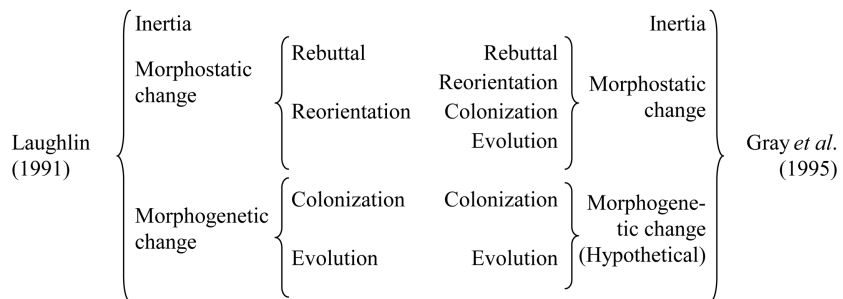 Inertia
Morphostatic
change
Rebuttal
Reorientation
Laughlin
(1991)
Morphogenetic
change
Colonization
Evolution
Inertia
Rebuttal
Reorientation
Colonization
Evolution
Morphostatic
change
Gray et al.
(1995)
Colonization
Evolution
Morphogene-
tic change
(Hypothetical)